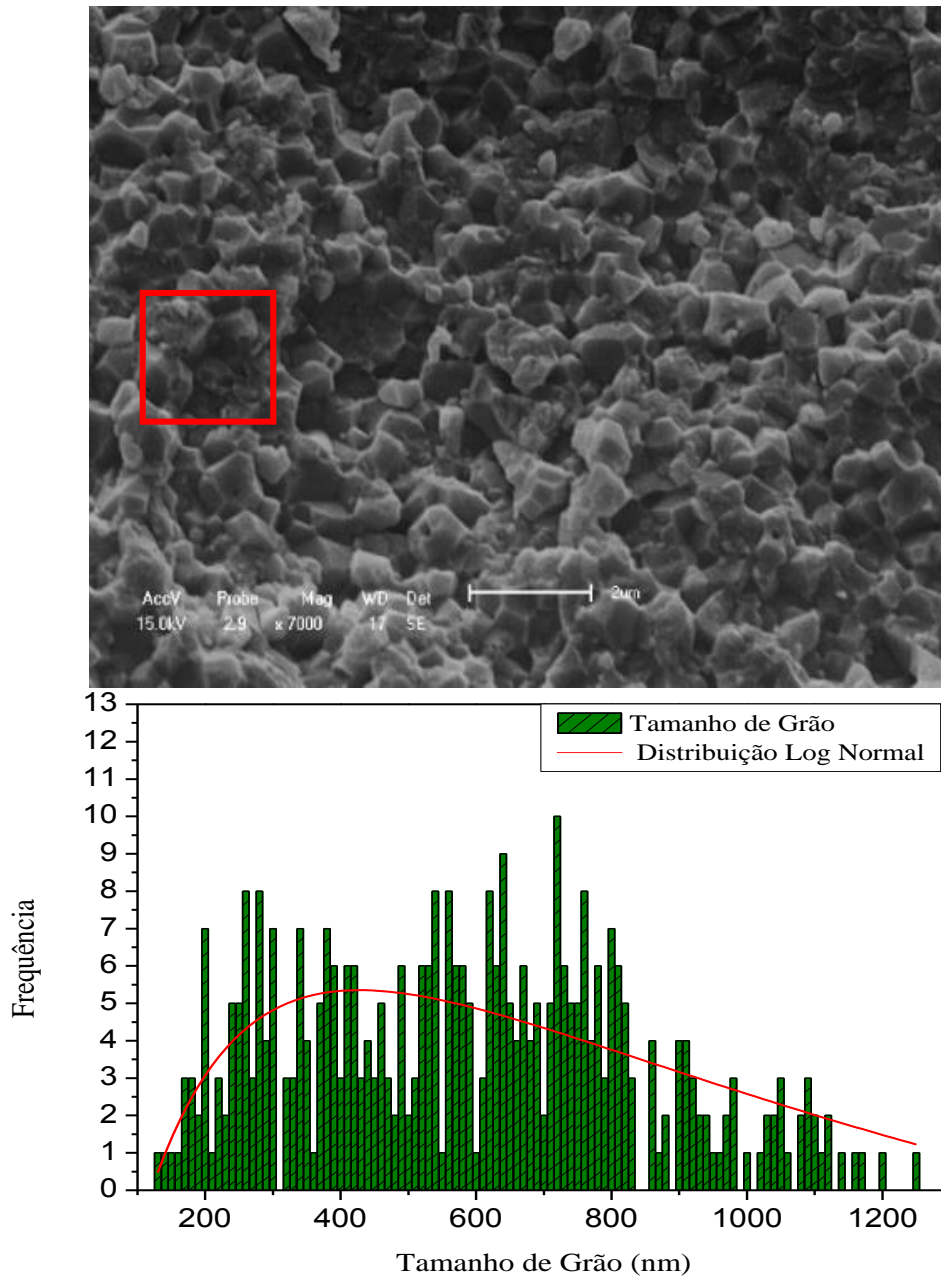 AccV Probe Mag WD Det
15.0kV 2.9 x 7000 17 SE
2um
13
12
11
10
9
8
7
6
5
4
3
2
1
0
Frequência
Tamanho de Grão
Distribuição Log Normal
200 400 600 800 1000 1200
Tamanho de Grão (nm)